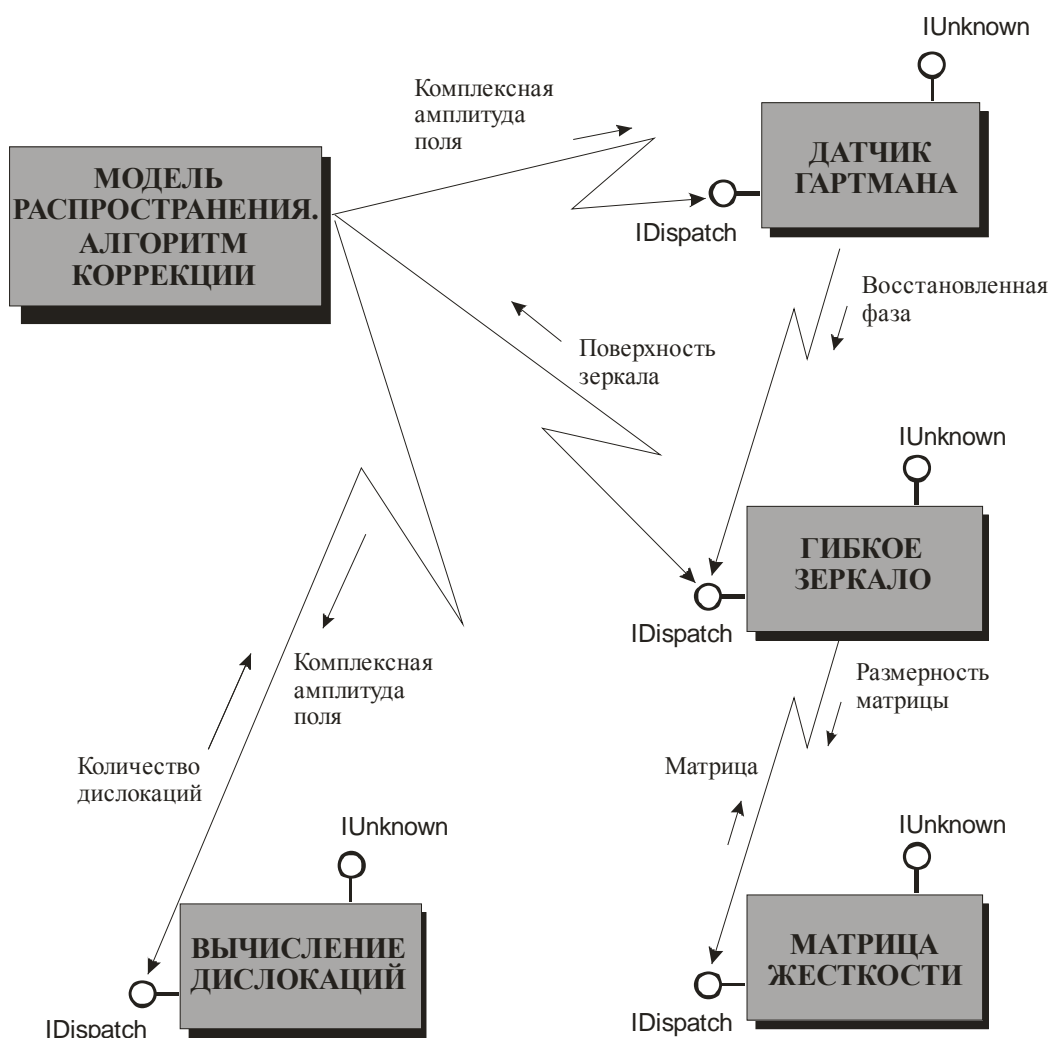 IUnknown
Комплексная
амплитуда
поля
ДАТЧИК
ГАРТМАНА
МОДЕЛЬ
РАСПРОСТРАНЕНИЯ.
АЛГОРИТМ
КОРРЕКЦИИ
IDispatch
Восстановленная
фаза
Поверхность
зеркала
IUnknown
ГИБКОЕ
ЗЕРКАЛО
IDispatch
Комплексная
амплитуда
поля
Размерность
матрицы
Количество
дислокаций
Матрица
IUnknown
IUnknown
ВЫЧИСЛЕНИЕ
ДИСЛОКАЦИЙ
МАТРИЦА
ЖЕСТКОСТИ
IDispatch
IDispatch